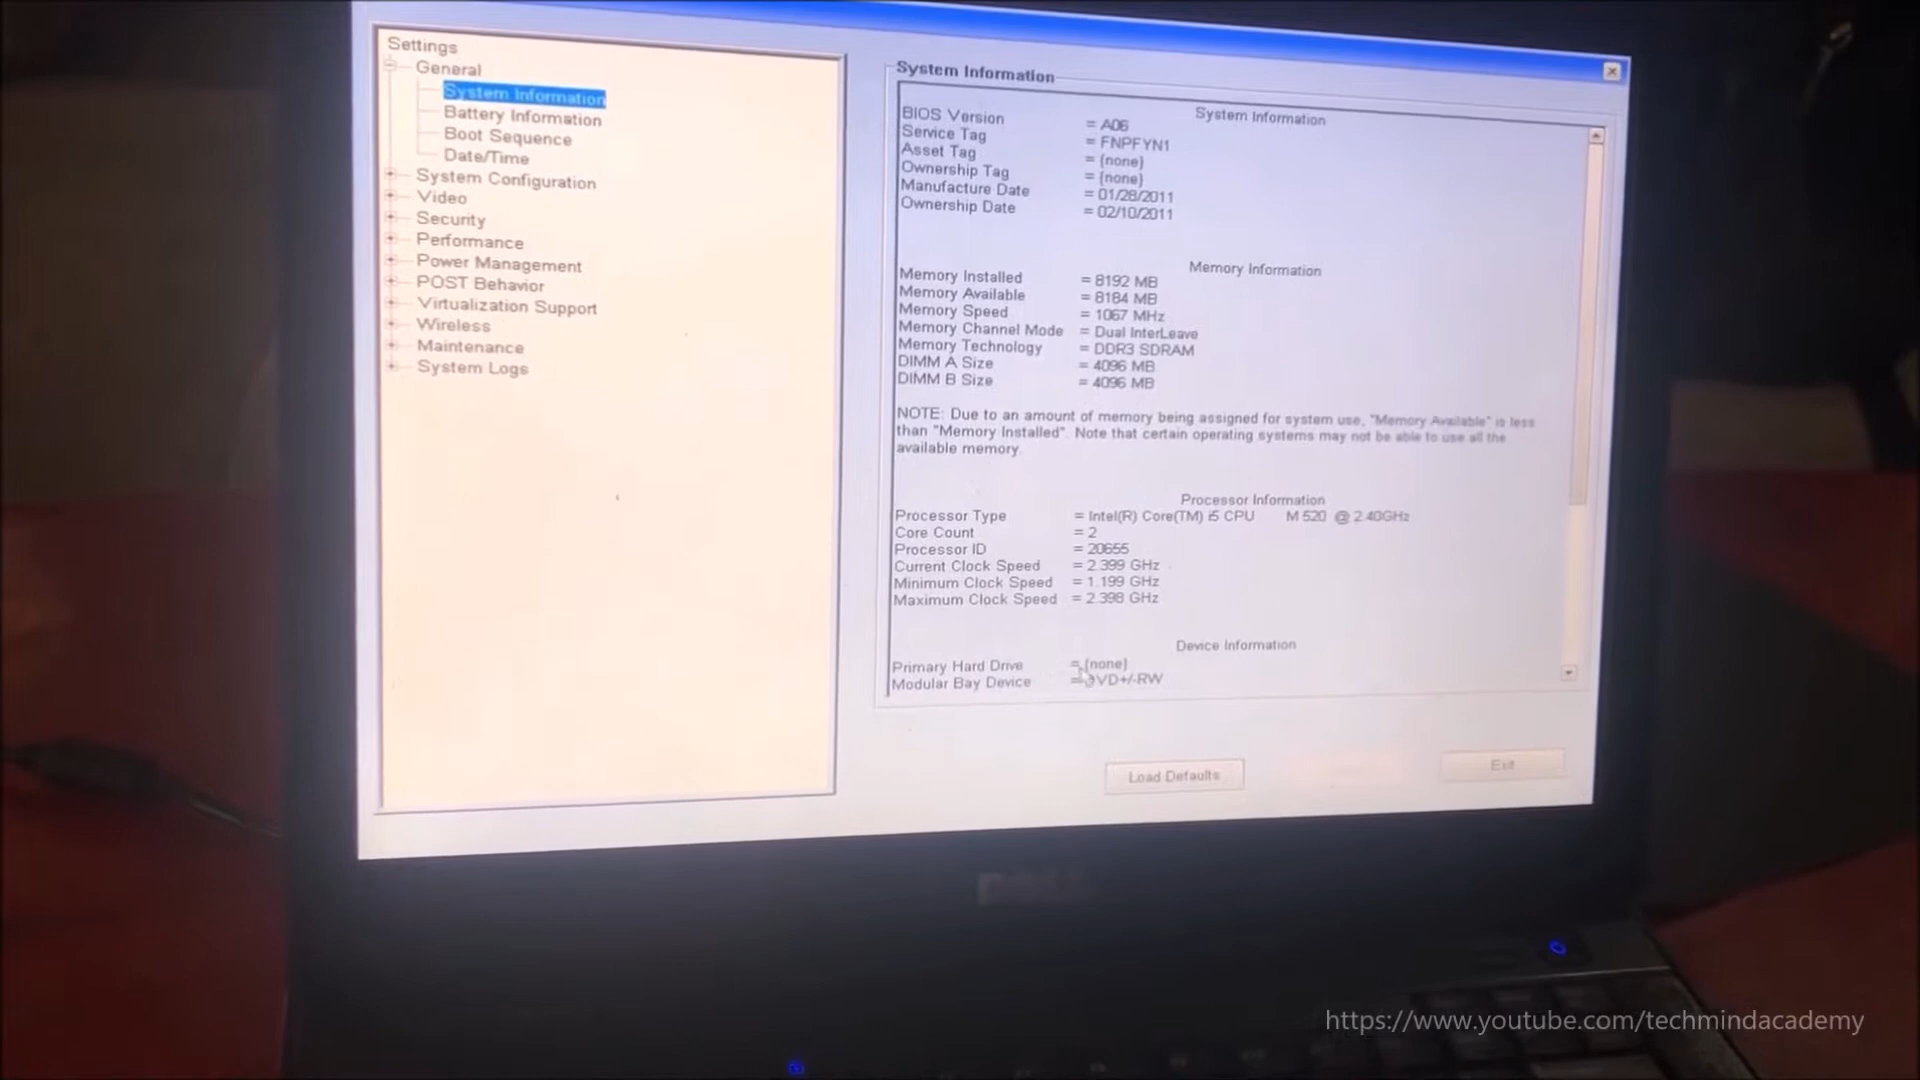 Settings
General
System Information
Battery Information
Boot Sequence
Date/Time
System Configuration
Video
Security
Performance
Power Management
POST Behavior
Virtualization Support
Wireless
Maintenance
System Logs
System Information
System Information
BIOS Version = A06
Service Tag = FNPFYN1
Asset Tag = {none}
Ownership Tag = {none}
Manufacture Date = 01/28/2011
Ownership Date = 02/10/2011
Memory Information
Memory Installed = 8192 MB
Memory Available = 8184 MB
Memory Speed = 1067 MHz
Memory Channel Mode = Dual InterLeave
Memory Technology = DDR3 SDRAM
DIMM A Size = 4096 MB
DIMM B Size = 4096 MB
NOTE: Due to an amount of memory being assigned for system use, "Memory Available" is less
than "Memory Installed". Note that certain operating systems may not be able to use all the
available memory.
Processor Information
Processor Type = Intel(R) Core(TM) i5 CPU M 520 @ 2.40GHz
Core Count = 2
Processor ID = 20655
Current Clock Speed = 2.399 GHz
Minimum Clock Speed = 1.199 GHz
Maximum Clock Speed = 2.398 GHz
Device Information
Primary Hard Drive = {none}
Modular Bay Device = DVD+/-RW
Load Defaults
Exit
DELL
https://www.youtube.com/techmindacademy